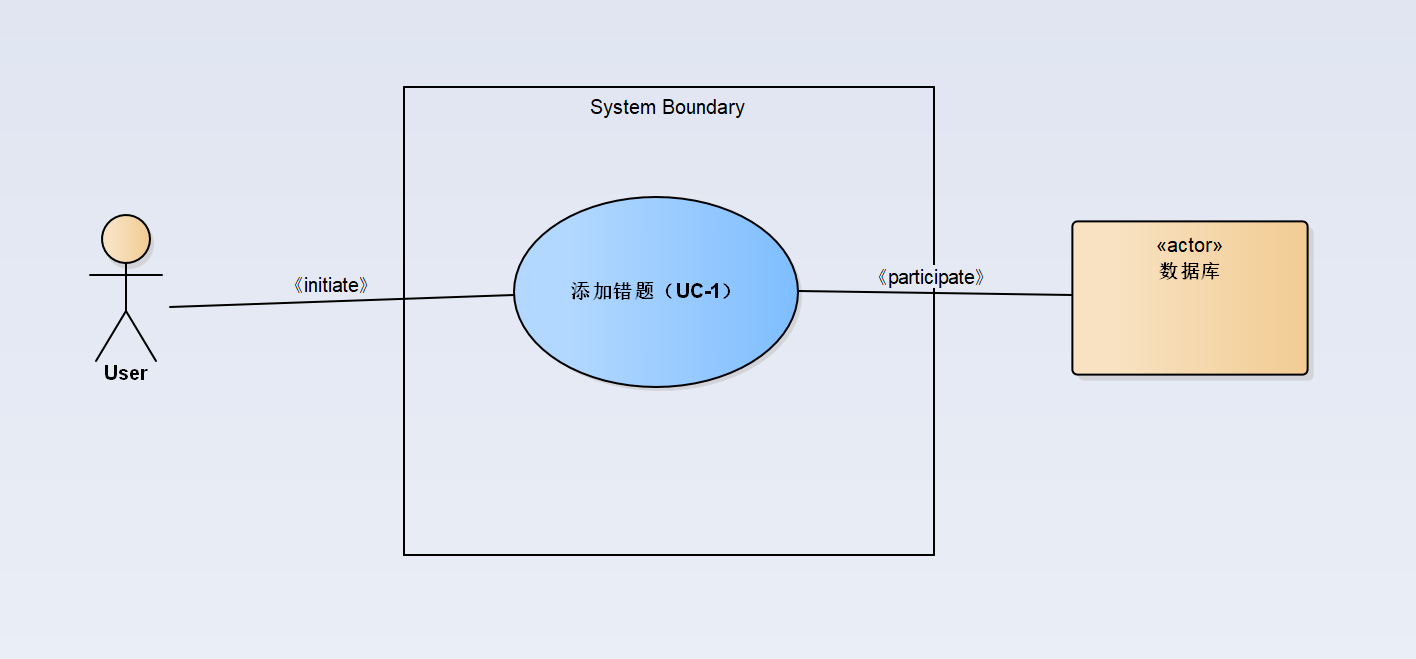 System Boundary
《initiate》
添加错题（UC-1）
《participate》
«actor»
数据库
User